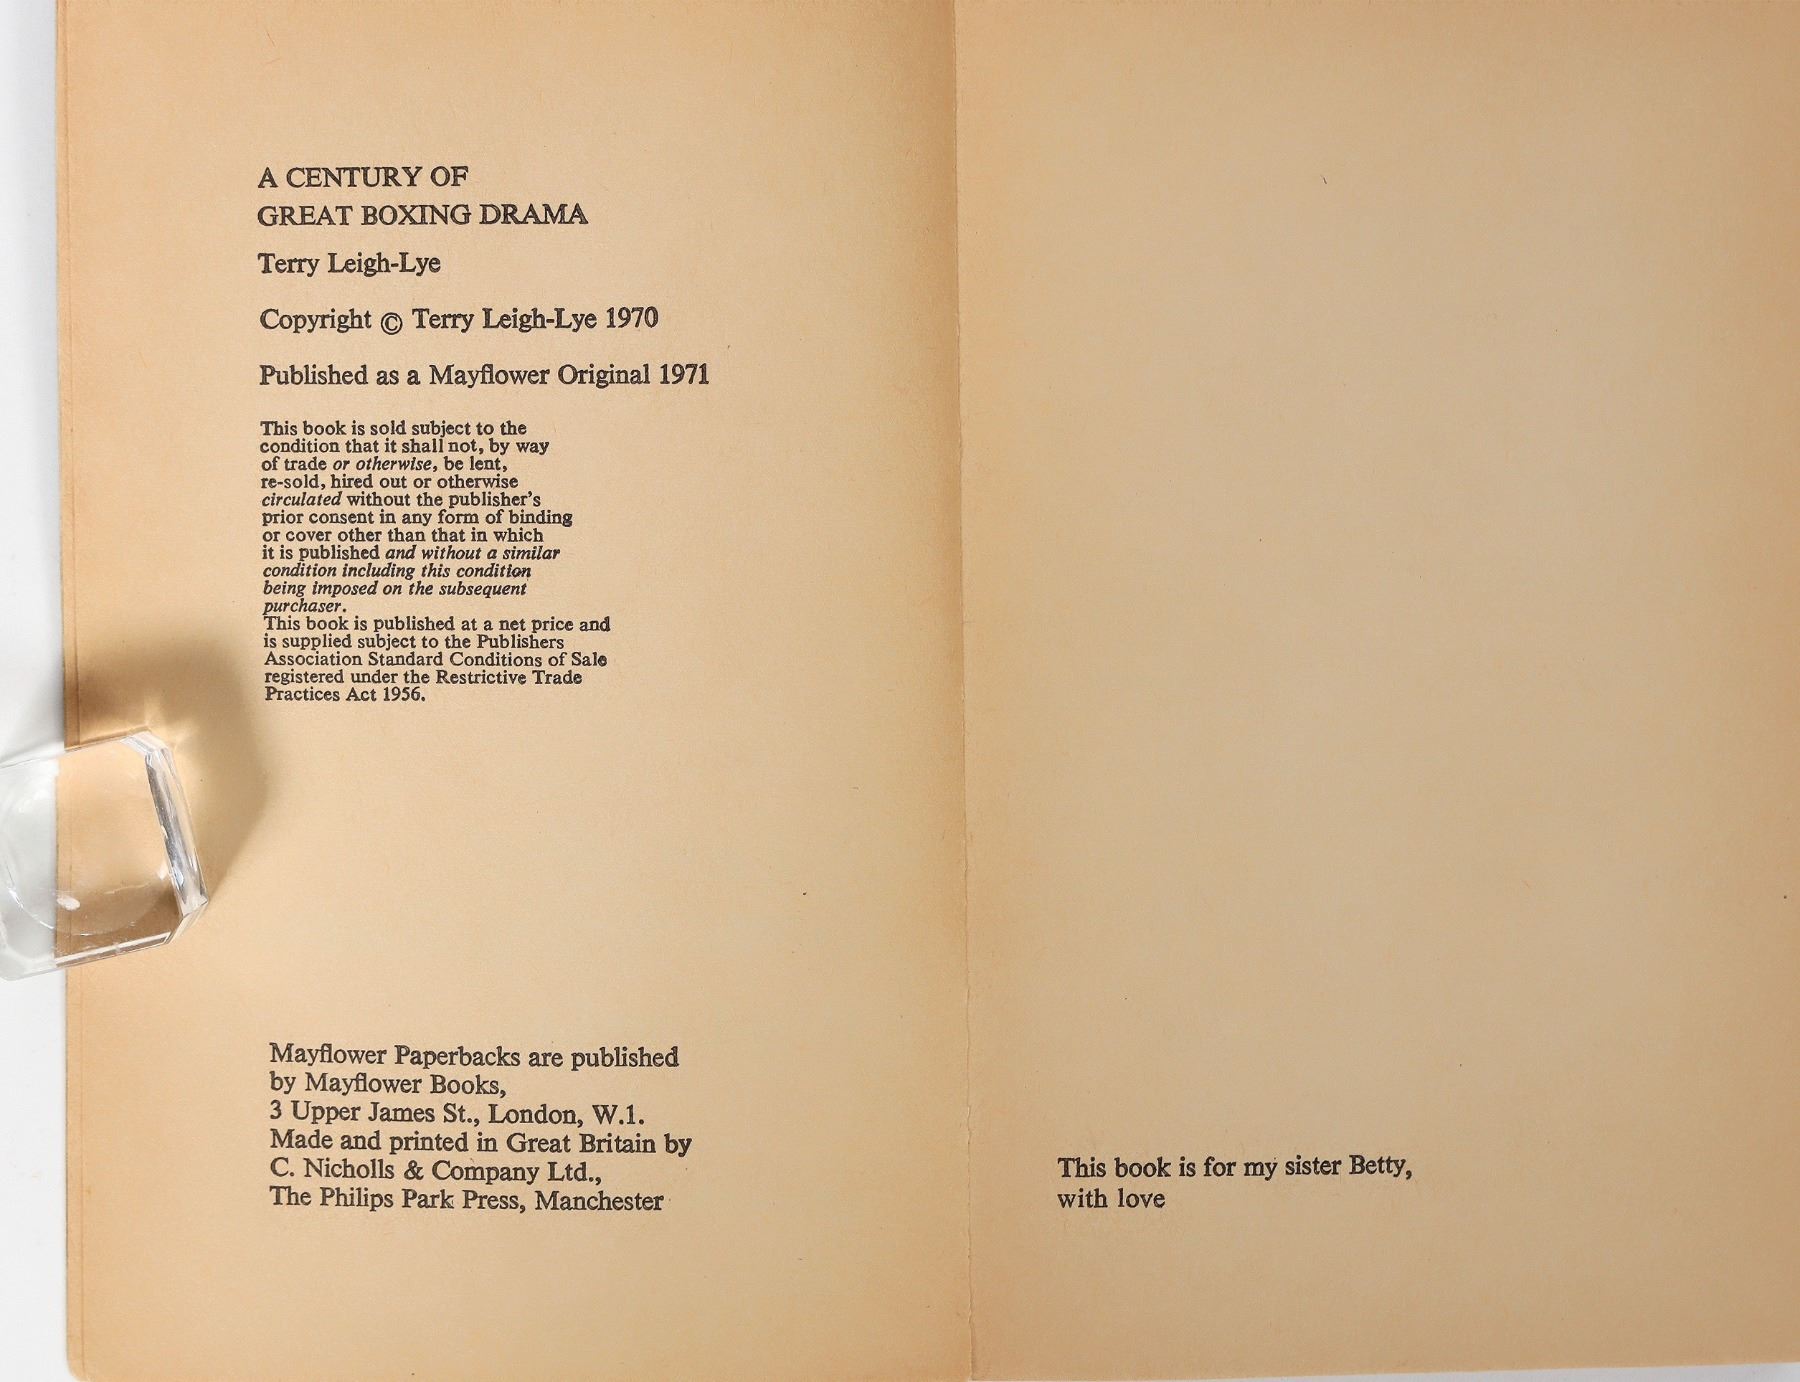 A CENTURY OF
GREAT BOXING DRAMA
Terry Leigh-Lye
Copyright © Terry Leigh-Lye 1970
Published as a Mayflower Original 1971
This book is sold subject to the
condition that it shall not, by way
of trade or otherwise, be lent,
re-sold, hired out or otherwise
circulated without the publisher's
prior consent in any form of binding
or cover other than that in which
it is published and without a similar
condition including this condition
being imposed on the subsequent
purchaser.
This book is published at a net price and
is supplied subject to the Publishers
Association Standard Conditions of Sale
registered under the Restrictive Trade
Practices Act 1956.
Mayflower Paperbacks are published
by Mayflower Books,
3 Upper James St., London, W.1.
Made and printed in Great Britain by
C. Nicholls & Company Ltd.,
The Philips Park Press, Manchester
This book is for my sister Betty,
with love